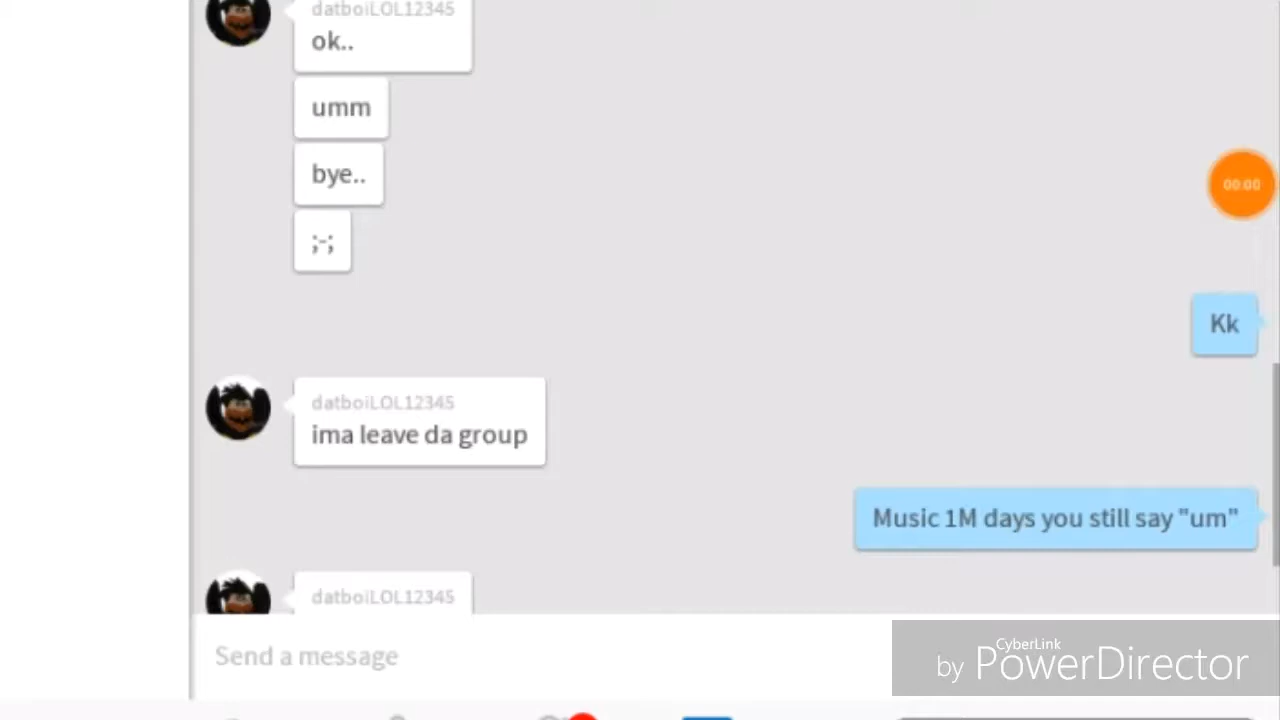 datboiLOL12345
ok..
umm
bye..
;-;
00:00
Kk
datboiLOL12345
ima leave da group
Music 1M days you still say "um"
datboiLOL12345
Send a message
CyberLink
by PowerDirector